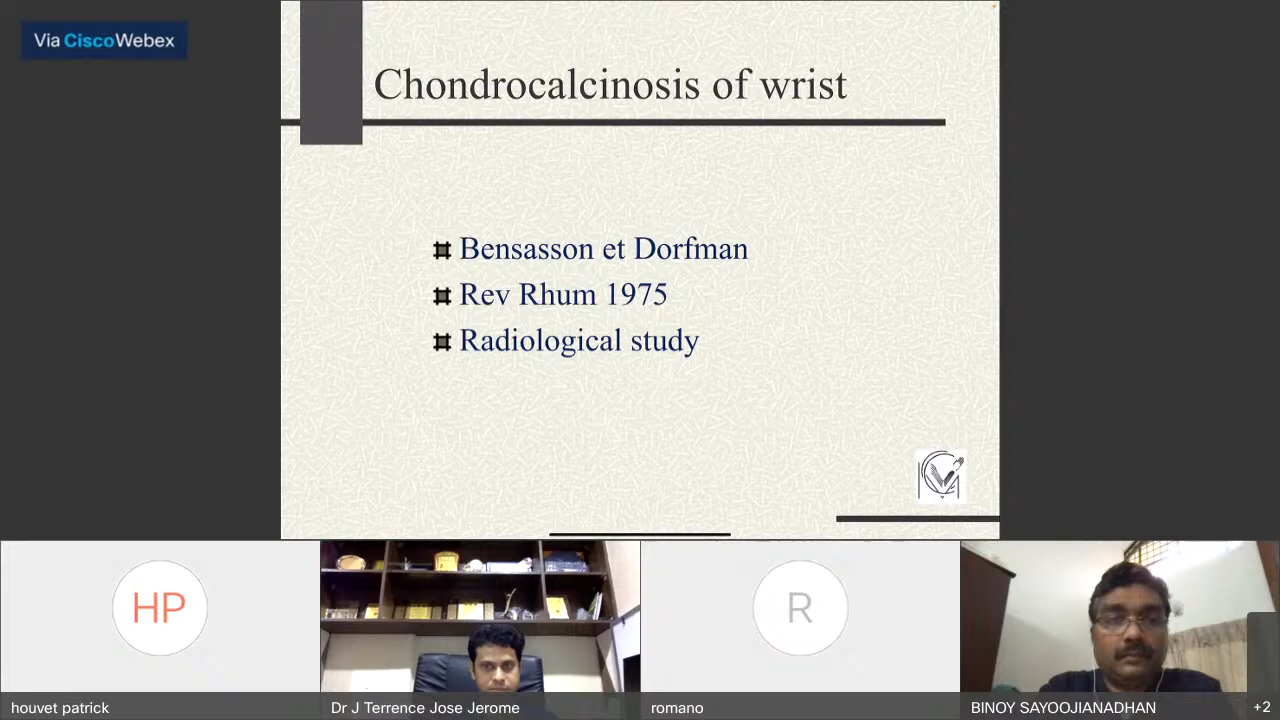 Via CiscoWebex
Chondrocalcinosis of wrist
Bensasson et Dorfman
Rev Rhum 1975
Radiological study
HP
R
houvet patrick
Dr J Terrence Jose Jerome
romano
BINOY SAYOOJIANADHAN
+2